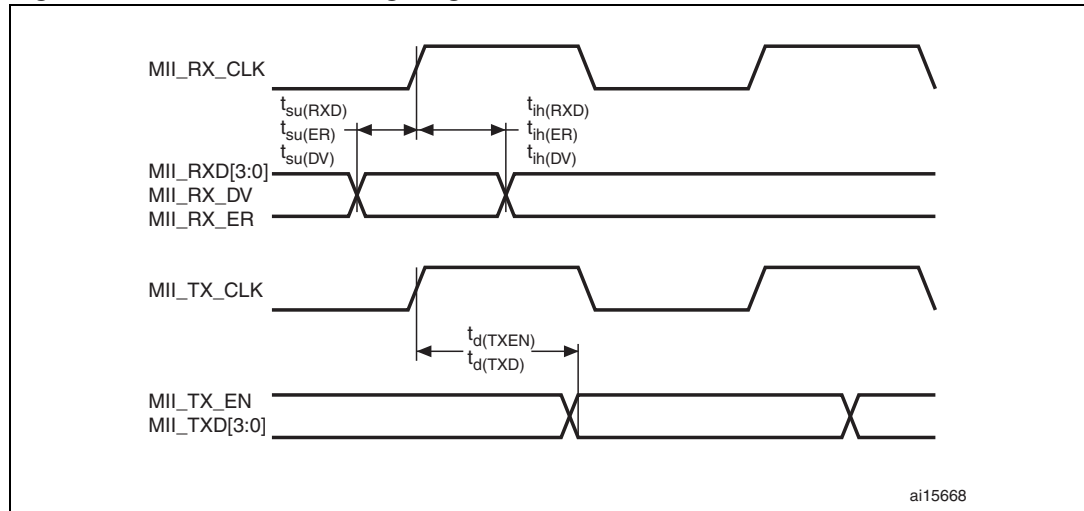 MII_RX_CLK
tsu(RXD)
tsu(ER)
tsu(DV)
tih(RXD)
tih(ER)
tih(DV)
MII_RXD[3:0]
MII_RX_DV
MII_RX_ER
MII_TX_CLK
td(TXEN)
td(TXD)
MII_TX_EN
MII_TXD[3:0]
ai15668